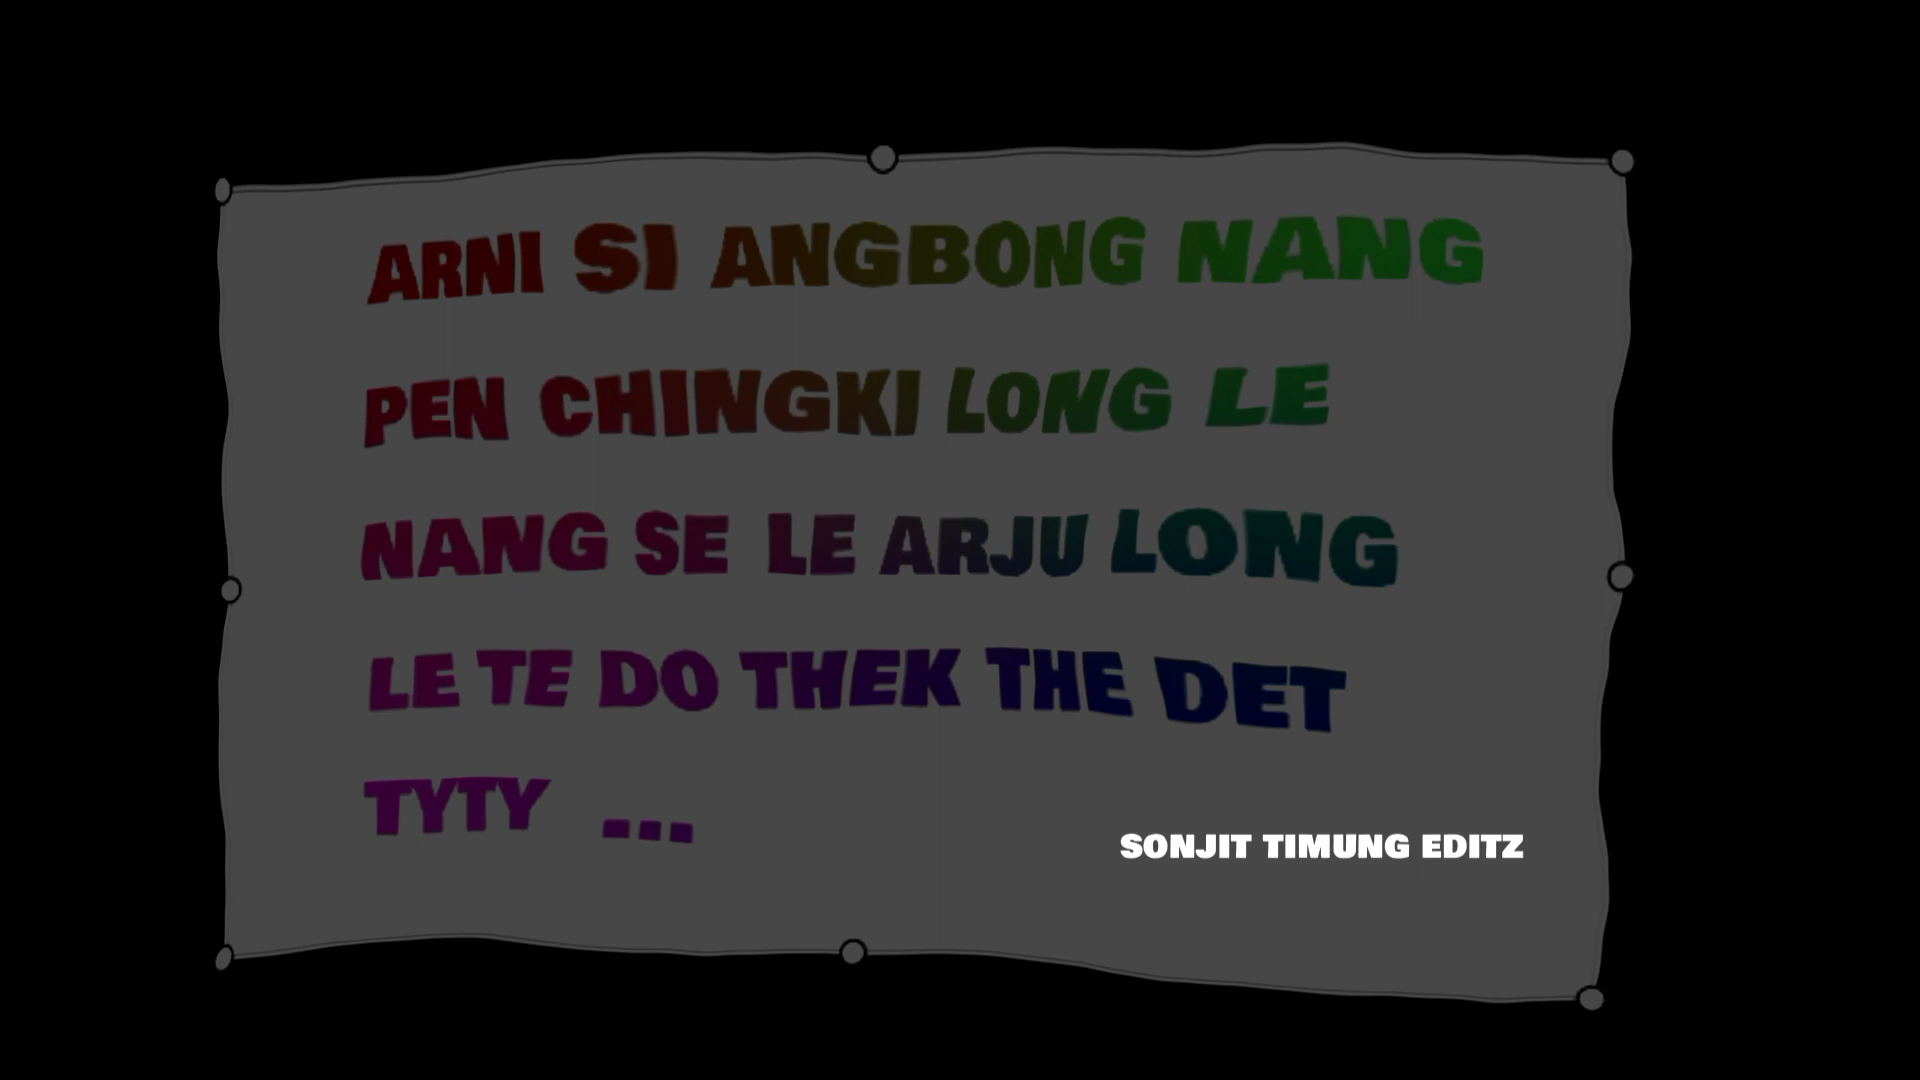 ARNI SI ANGBONG NANG
PEN CHINGKI LONG LE
NANG SE LE ARJU LONG
LE TE DO THEK THE DET
TYTY ...
SONJIT TIMUNG EDITZ